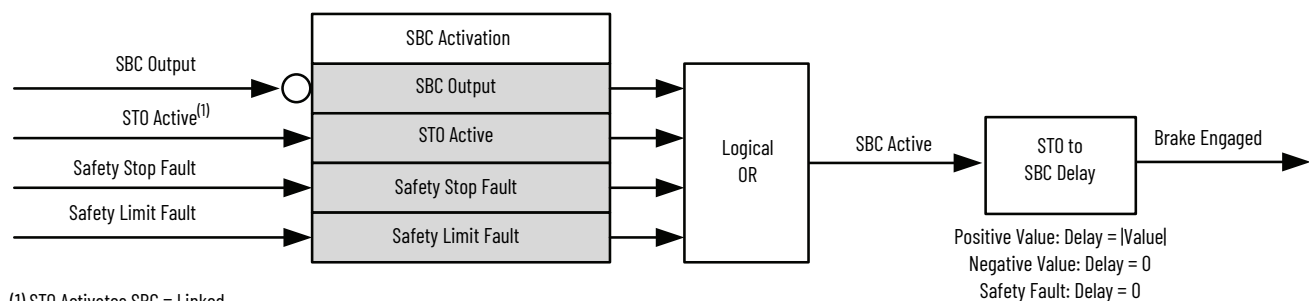 SBC Activation
SBC Output
SBC Output
STO Active(1)
STO Active
Safety Stop Fault
Safety Stop Fault
Safety Limit Fault
Safety Limit Fault
Logical
OR
SBC Active
STO to
SBC Delay
Brake Engaged
Positive Value: Delay = |Value|
Negative Value: Delay = 0
Safety Fault: Delay = 0
(1) STO Activates SBC = Linked